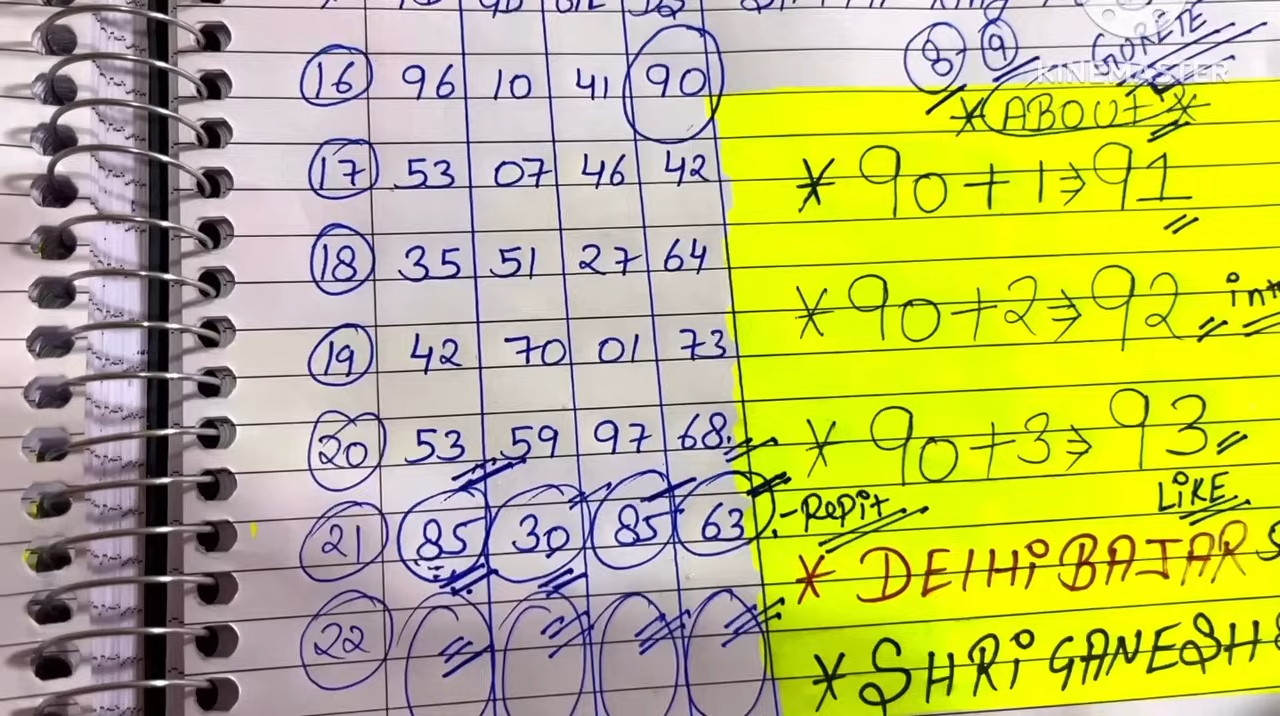 8-9
KINEMASTER
16 96 10 41 90
* ABOUT *
17 53 07 46 42
* 90+1⇒91
18 35 51 27 64
* 90+2⇒92
19 42 70 01 73
20 53 59 97 68
* 90+3⇒93
LIKE
21 85 30 85 63 -Repit
* DELHI BAJAR
22
* SHRI GANESH